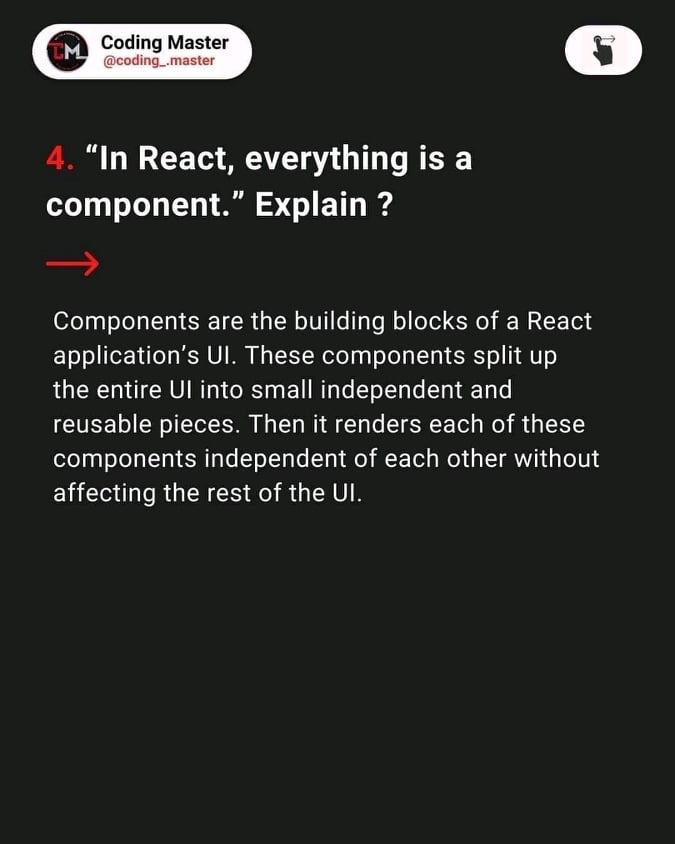 Coding Master
@coding_.master
4. “In React, everything is a
component.” Explain ?
Components are the building blocks of a React
application’s UI. These components split up
the entire UI into small independent and
reusable pieces. Then it renders each of these
components independent of each other without
affecting the rest of the UI.